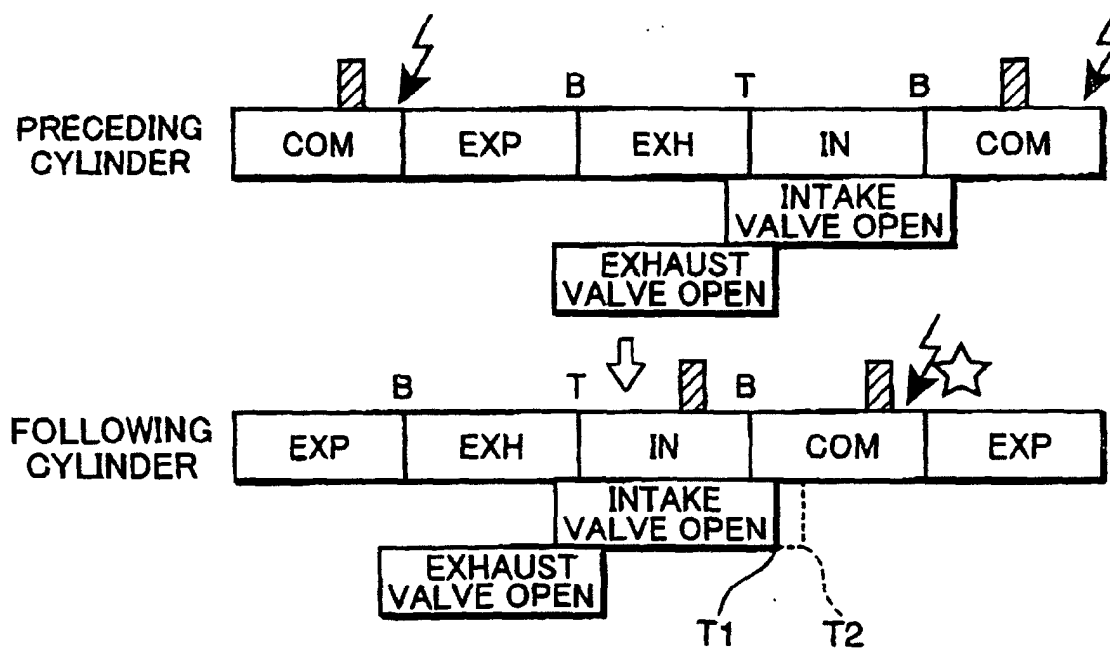 B T B
PRECEDING
CYLINDER
COM EXP EXH IN COM
INTAKE
VALVE OPEN
EXHAUST
VALVE OPEN
B T B
FOLLOWING
CYLINDER
EXP EXH IN COM EXP
INTAKE
VALVE OPEN
EXHAUST
VALVE OPEN
T1 T2